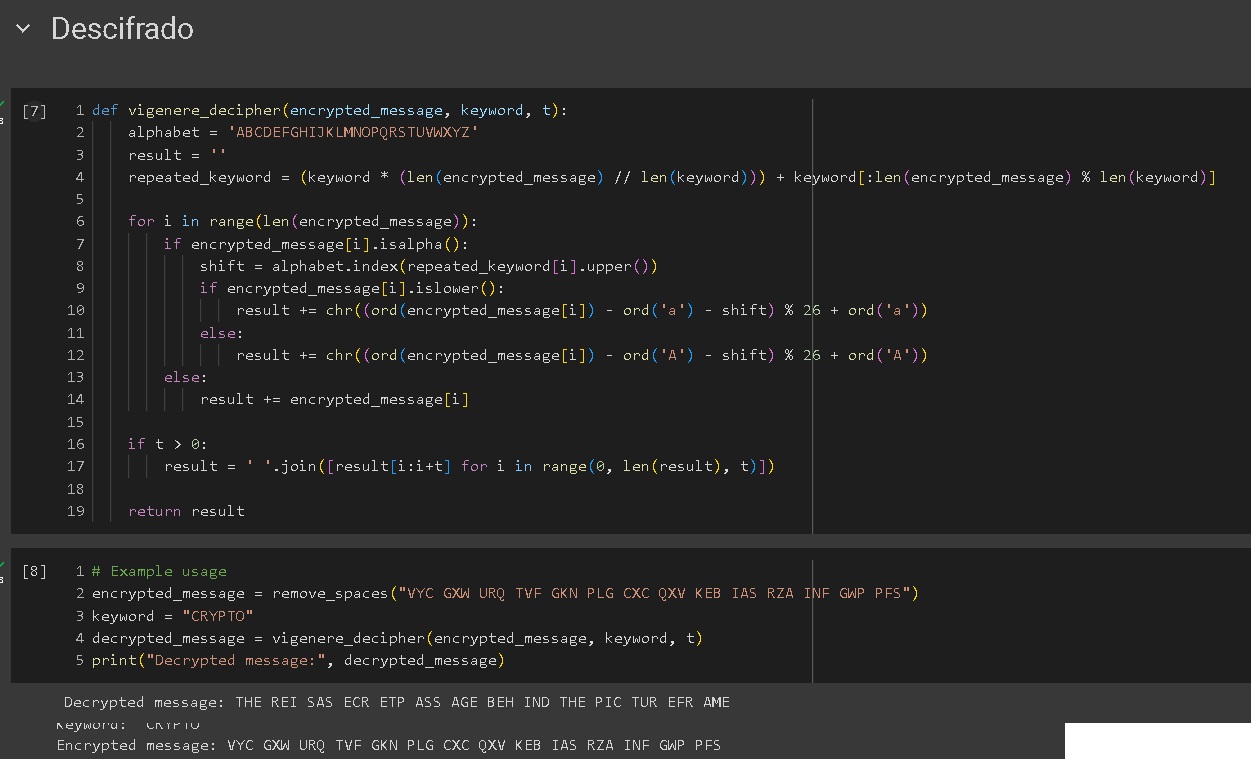 Descifrado
[7]
1 def vigenere_decipher(encrypted_message, keyword, t):
2 alphabet = 'ABCDEFGHIJKLMNOPQRSTUVWXYZ'
3 result = ''
4 repeated_keyword = (keyword * (len(encrypted_message) // len(keyword))) + keyword[:len(encrypted_message) % len(keyword)]
5
6 for i in range(len(encrypted_message)):
7 if encrypted_message[i].isalpha():
8 shift = alphabet.index(repeated_keyword[i].upper())
9 if encrypted_message[i].islower():
10 result += chr((ord(encrypted_message[i]) - ord('a') - shift) % 26 + ord('a'))
11 else:
12 result += chr((ord(encrypted_message[i]) - ord('A') - shift) % 26 + ord('A'))
13 else:
14 result += encrypted_message[i]
15
16 if t > 0:
17 result = ' '.join([result[i:i+t] for i in range(0, len(result), t)])
18
19 return result
[8]
1 # Example usage
2 encrypted_message = remove_spaces("VYC GXW URQ TVF GKN PLG CXC QXV KEB IAS RZA INF GWP PFS")
3 keyword = "CRYPTO"
4 decrypted_message = vigenere_decipher(encrypted_message, keyword, t)
5 print("Decrypted message:", decrypted_message)
Decrypted message: THE REI SAS ECR ETP ASS AGE BEH IND THE PIC TUR EFR AME
Keyword: CRYPTO
Encrypted message: VYC GXW URQ TVF GKN PLG CXC QXV KEB IAS RZA INF GWP PFS